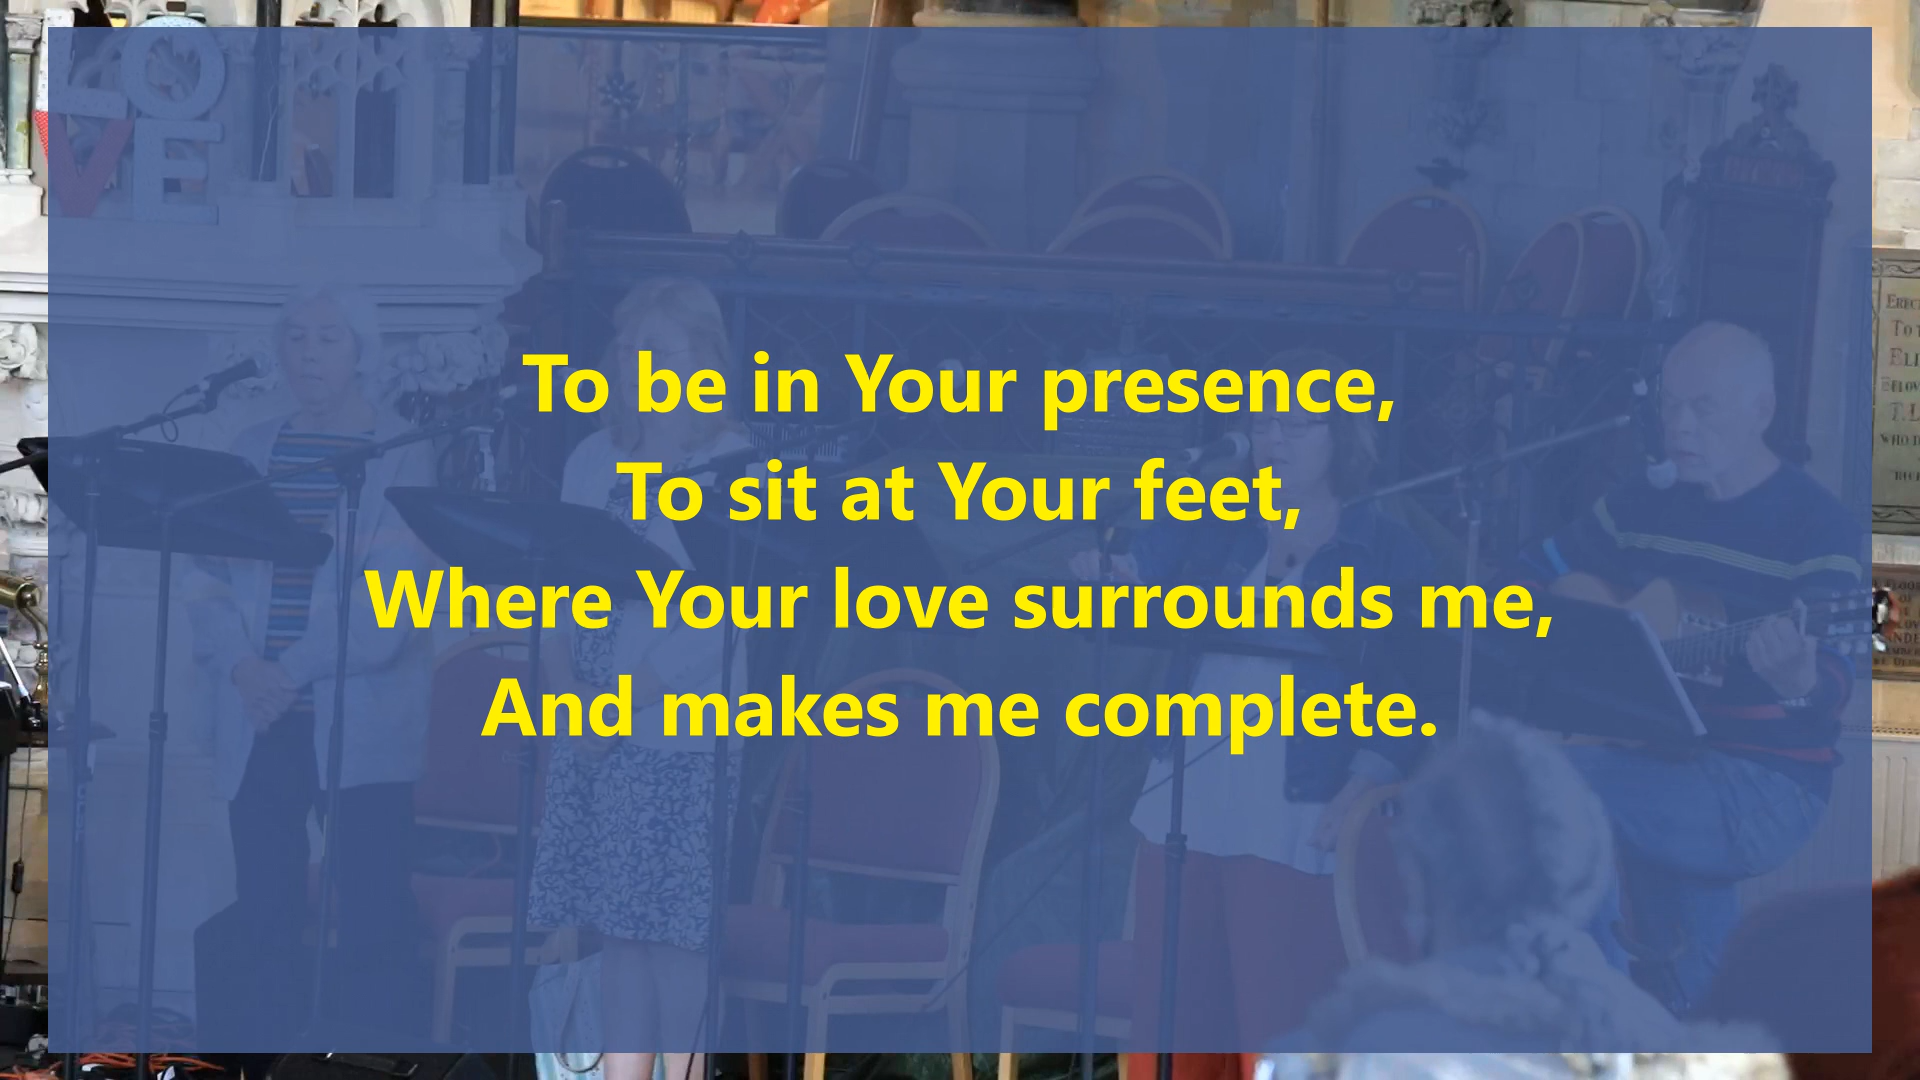 LOVE
To be in Your presence,
To sit at Your feet,
Where Your love surrounds me,
And makes me complete.